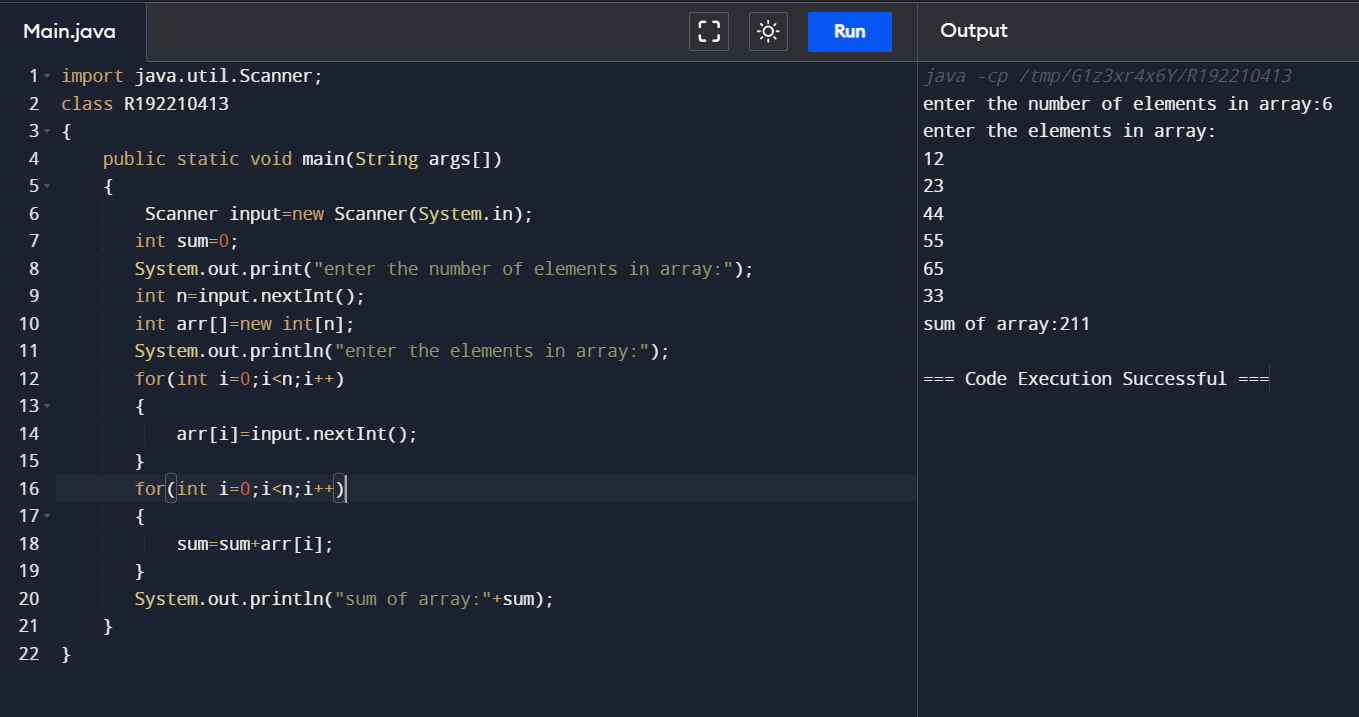 Main.java
Run
Output
1 import java.util.Scanner;
2 class R192210413
3 {
4     public static void main(String args[])
5     {
6         Scanner input=new Scanner(System.in);
7        int sum=0;
8        System.out.print("enter the number of elements in array:");
9        int n=input.nextInt();
10        int arr[]=new int[n];
11        System.out.println("enter the elements in array:");
12        for(int i=0;i<n;i++)
13        {
14            arr[i]=input.nextInt();
15        }
16        for(int i=0;i<n;i++)
17        {
18            sum=sum+arr[i];
19        }
20        System.out.println("sum of array:"+sum);
21     }
22 }
java -cp /tmp/G1z3xr4x6Y/R192210413
enter the number of elements in array:6
enter the elements in array:
12
23
44
55
65
33
sum of array:211
=== Code Execution Successful ===